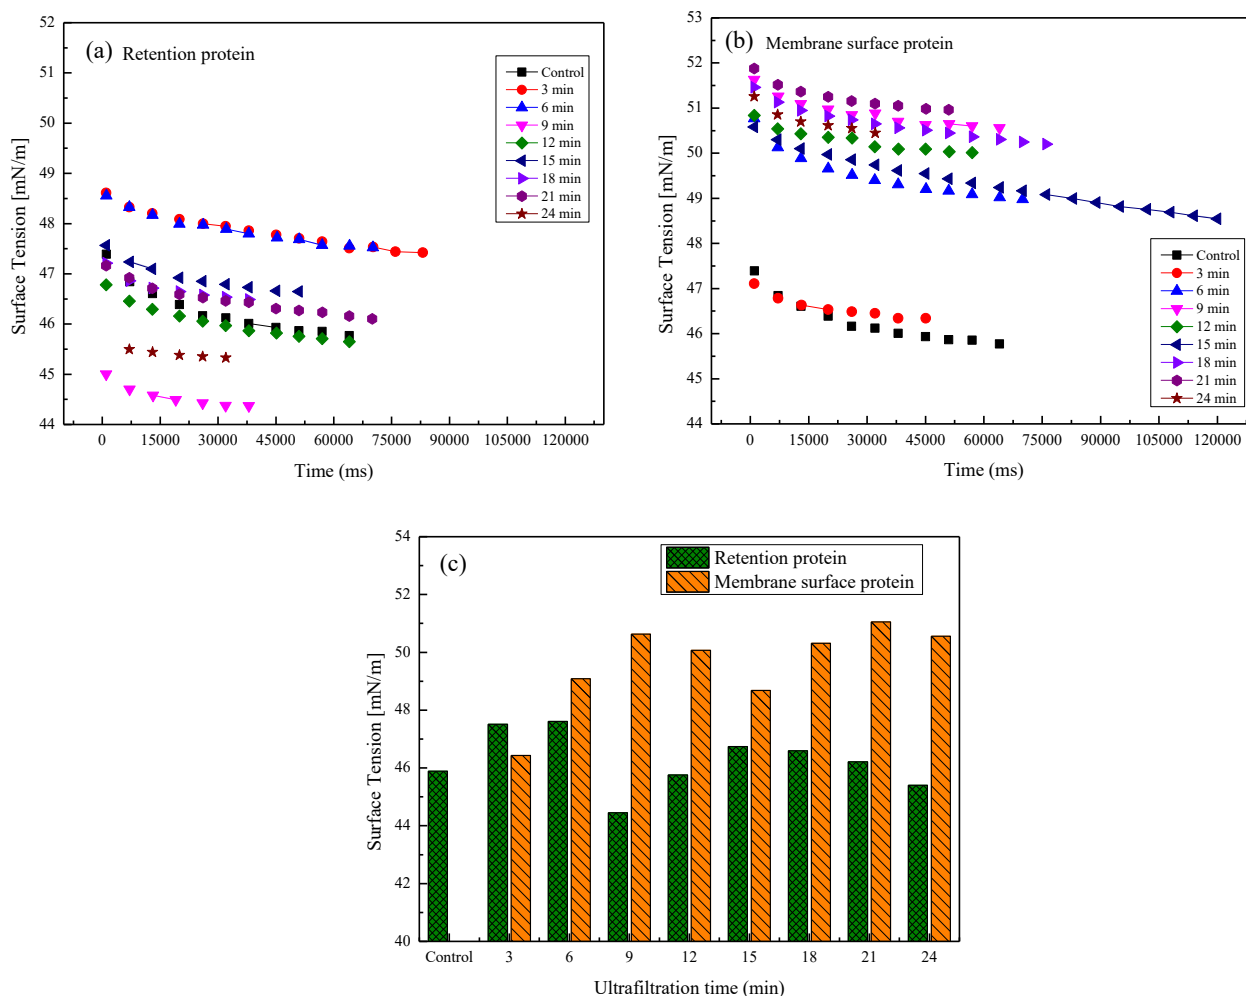 (a) Retention protein
Surface Tension [mN/m]
52
51
50
49
48
47
46
45
44
0 15000 30000 45000 60000 75000 90000 105000 120000
Time (ms)
Control
3 min
6 min
9 min
12 min
15 min
18 min
21 min
24 min
(b) Membrane surface protein
Surface Tension [mN/m]
53
52
51
50
49
48
47
46
45
44
0 15000 30000 45000 60000 75000 90000 105000 120000
Time (ms)
Control
3 min
6 min
9 min
12 min
15 min
18 min
21 min
24 min
(c)
Retention protein
Membrane surface protein
Surface Tension [mN/m]
54
52
50
48
46
44
42
40
Control 3 6 9 12 15 18 21 24
Ultrafiltration time (min)